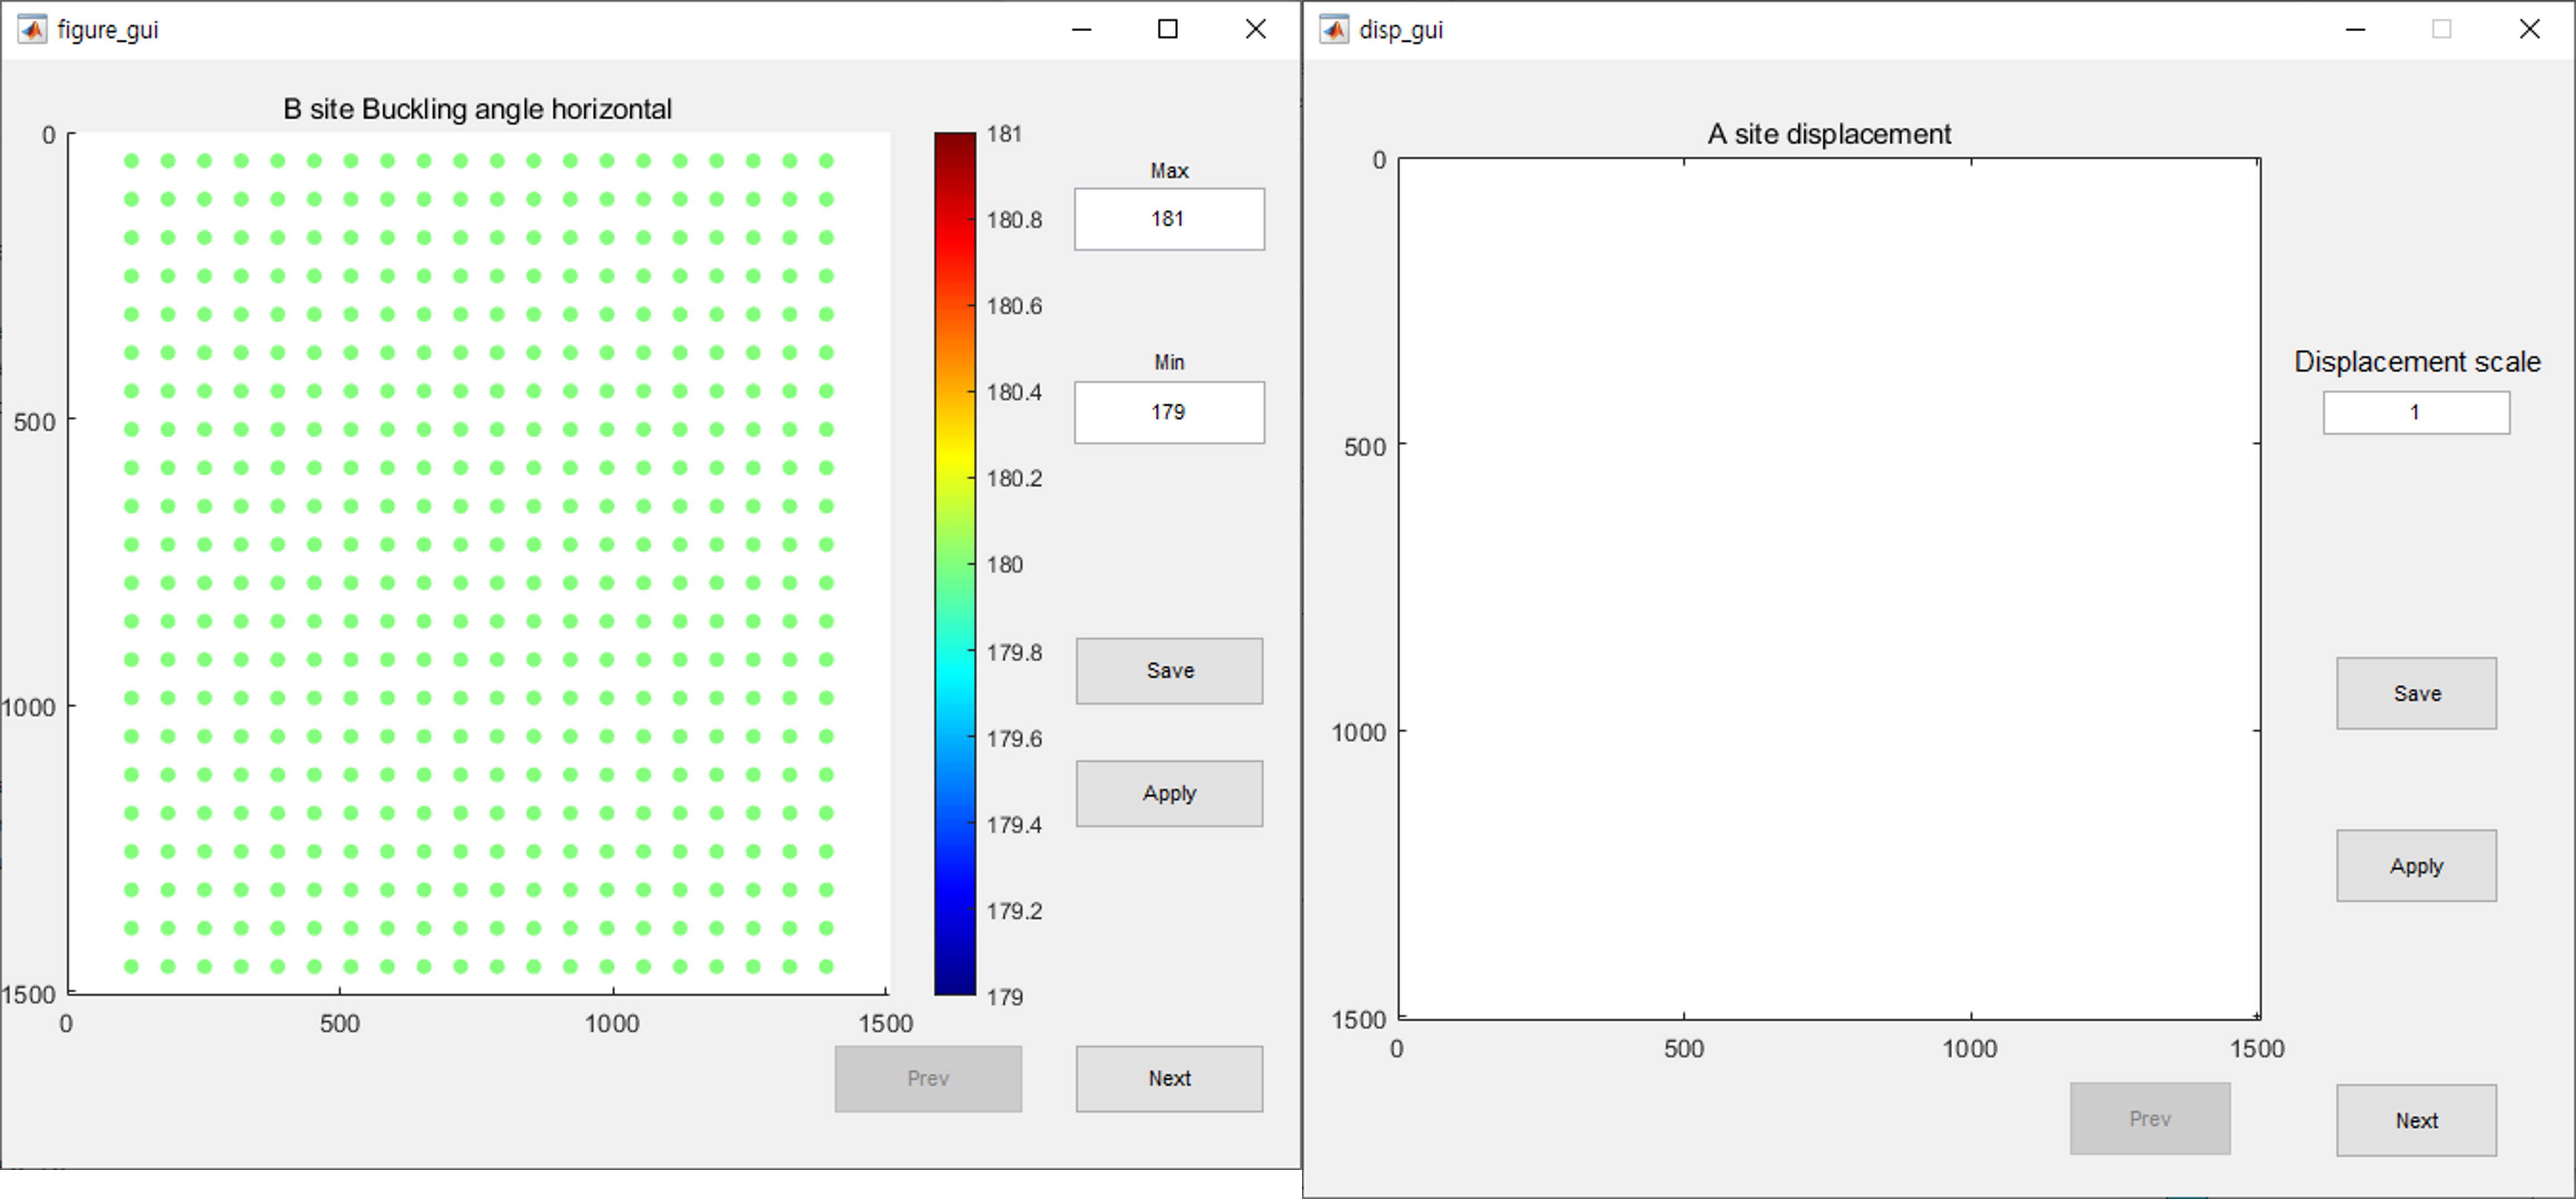 figure_gui
B site Buckling angle horizontal
0
500
1000
1500
0
500
1000
1500
181
180.8
180.6
180.4
180.2
180
179.8
179.6
179.4
179.2
179
Max
181
Min
179
Save
Apply
Prev
Next
disp_gui
A site displacement
0
500
1000
1500
0
500
1000
1500
Displacement scale
1
Save
Apply
Prev
Next